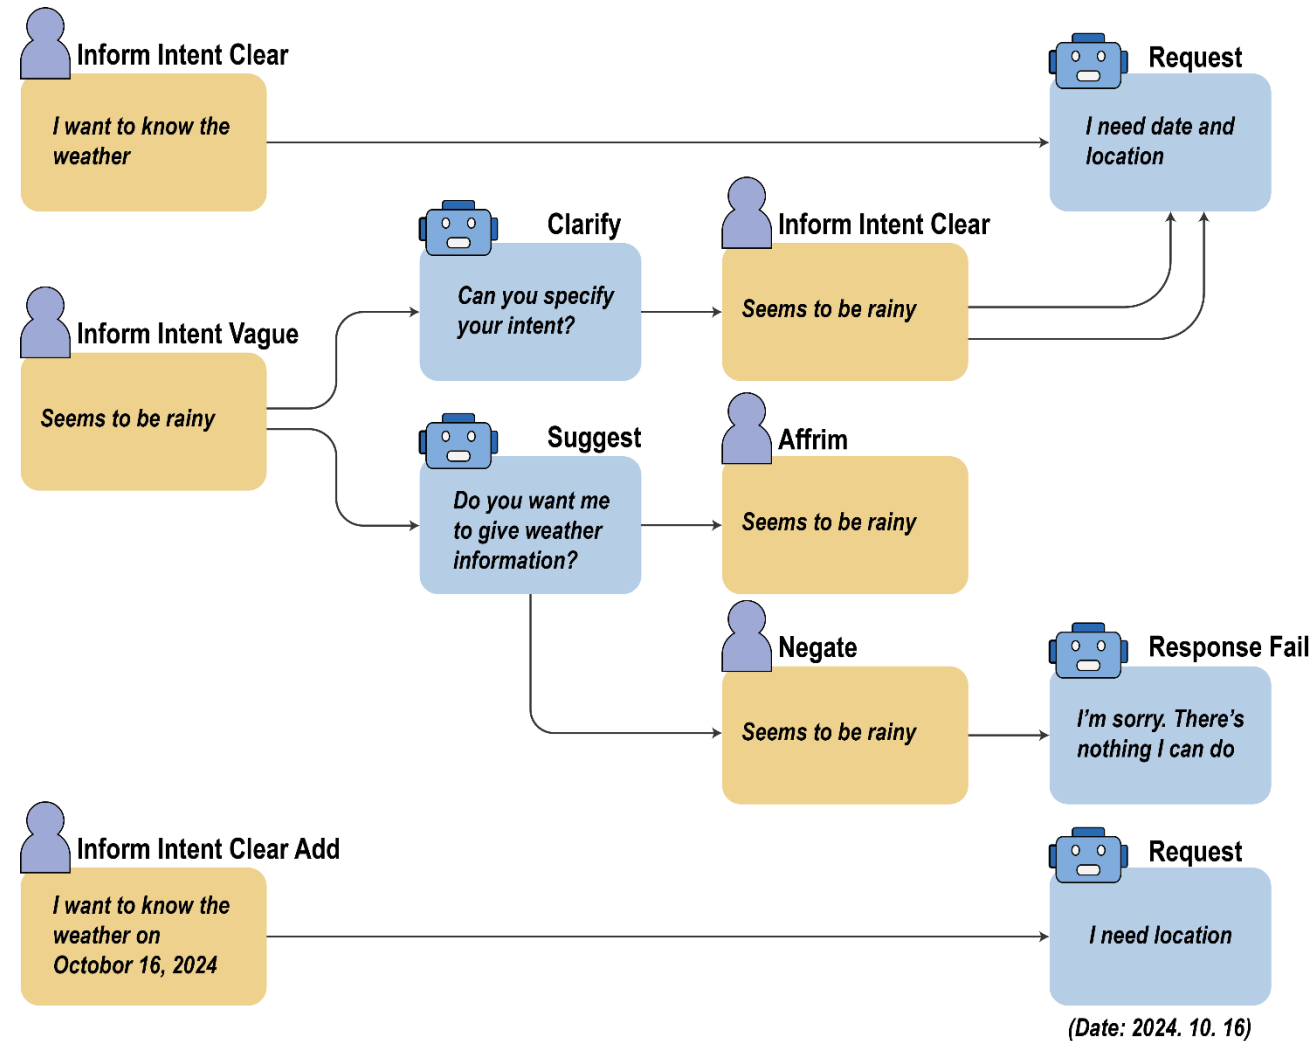 Inform Intent Clear
I want to know the
weather
Request
I need date and
location
Clarify
Can you specify
your intent?
Inform Intent Clear
Seems to be rainy
Inform Intent Vague
Seems to be rainy
Suggest
Do you want me
to give weather
information?
Affrim
Seems to be rainy
Negate
Seems to be rainy
Response Fail
I'm sorry. There's
nothing I can do
Inform Intent Clear Add
I want to know the
weather on
Octobor 16, 2024
Request
I need location
(Date: 2024. 10. 16)